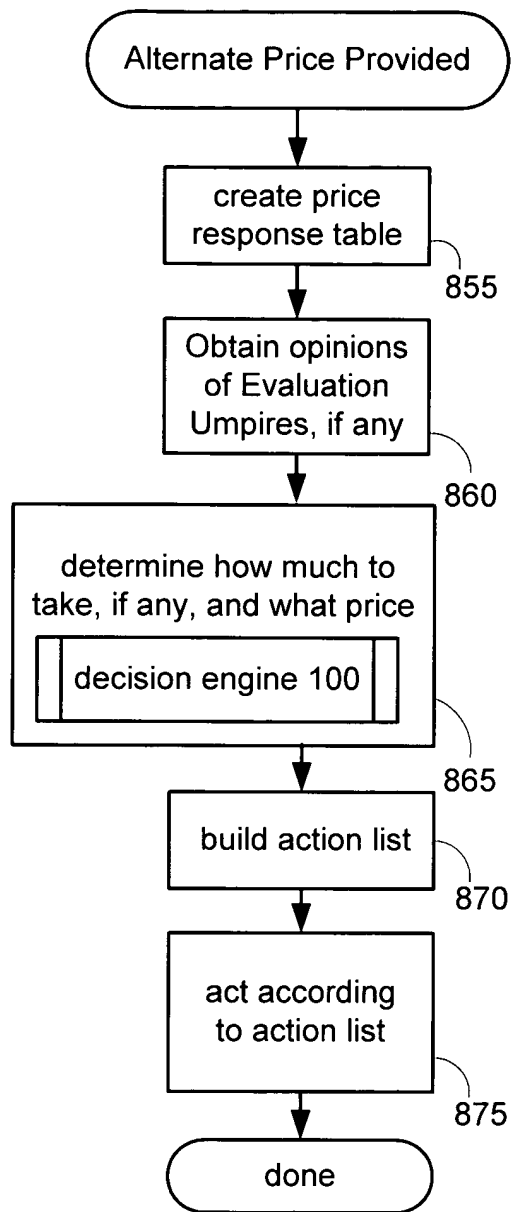 Alternate Price Provided
create price
response table
855
Obtain opinions
of Evaluation
Umpires, if any
860
determine how much to
take, if any, and what price
decision engine 100
865
build action list
870
act according
to action list
875
done